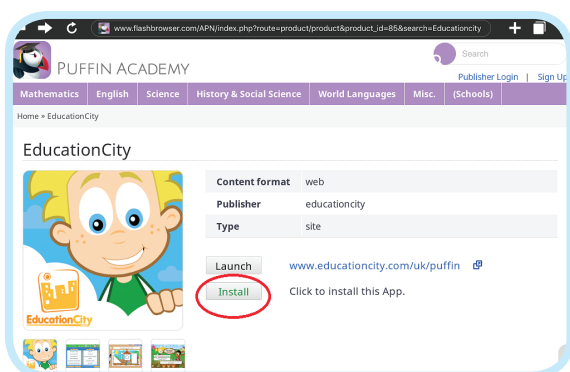 www.flashbrowser.com/APN/index.php?route=product/product&product_id=85&search=Educationcity
PUFFIN ACADEMY
Search
Publisher Login | Sign Up
Mathematics English Science History & Social Science World Languages Misc. (Schools)
Home » EducationCity
EducationCity
Content format web
Publisher educationcity
Type site
Launch www.educationcity.com/uk/puffin
Install Click to install this App.
EducationCity